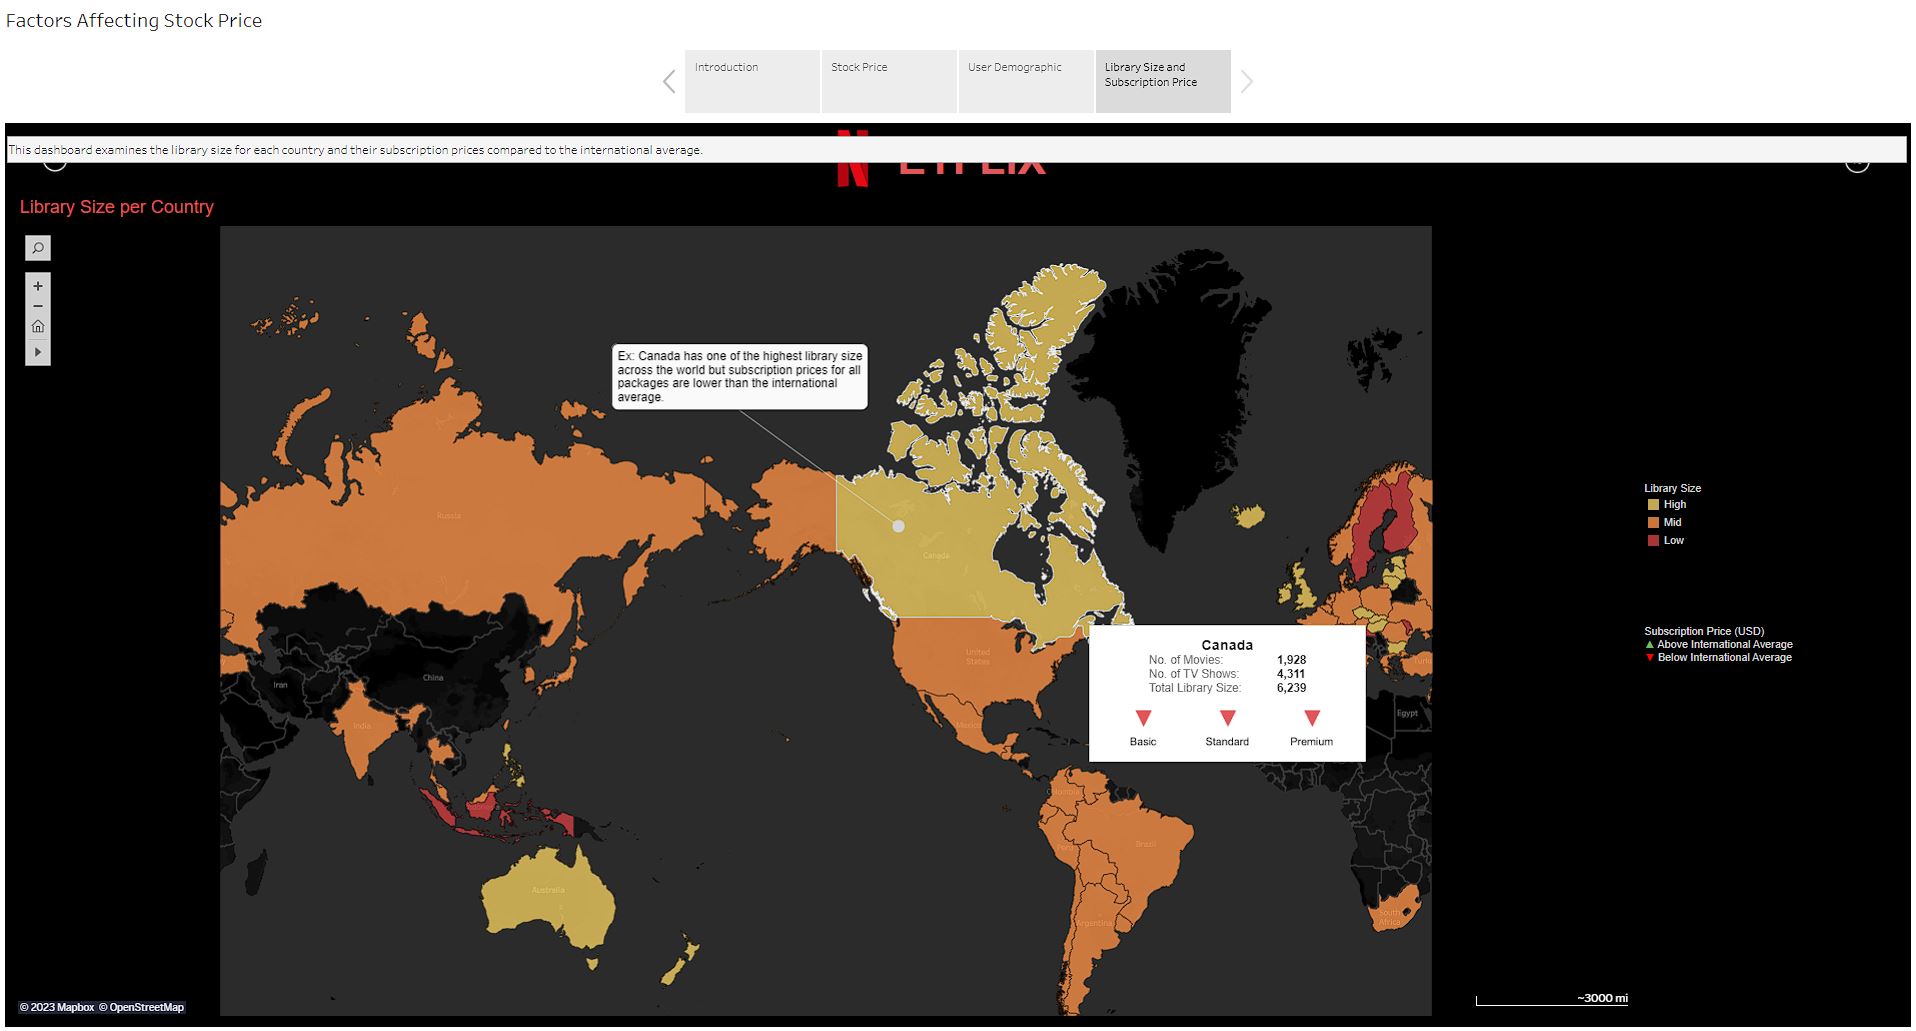 Factors Affecting Stock Price
Introduction
Stock Price
User Demographic
Library Size and
Subscription Price
This dashboard examines the library size for each country and their subscription prices compared to the international average.
Library Size per Country
Ex: Canada has one of the highest library size
across the world but subscription prices for all
packages are lower than the international
average.
Russia
Canada
United
States
Mexico
China
Iran
India
Australia
Colombia
Peru
Brazil
Argentina
Egypt
South
Africa
Canada
No. of Movies: 1,928
No. of TV Shows: 4,311
Total Library Size: 6,239
Basic Standard Premium
Library Size
High
Mid
Low
Subscription Price (USD)
Above International Average
Below International Average
© 2023 Mapbox © OpenStreetMap
~3000 mi